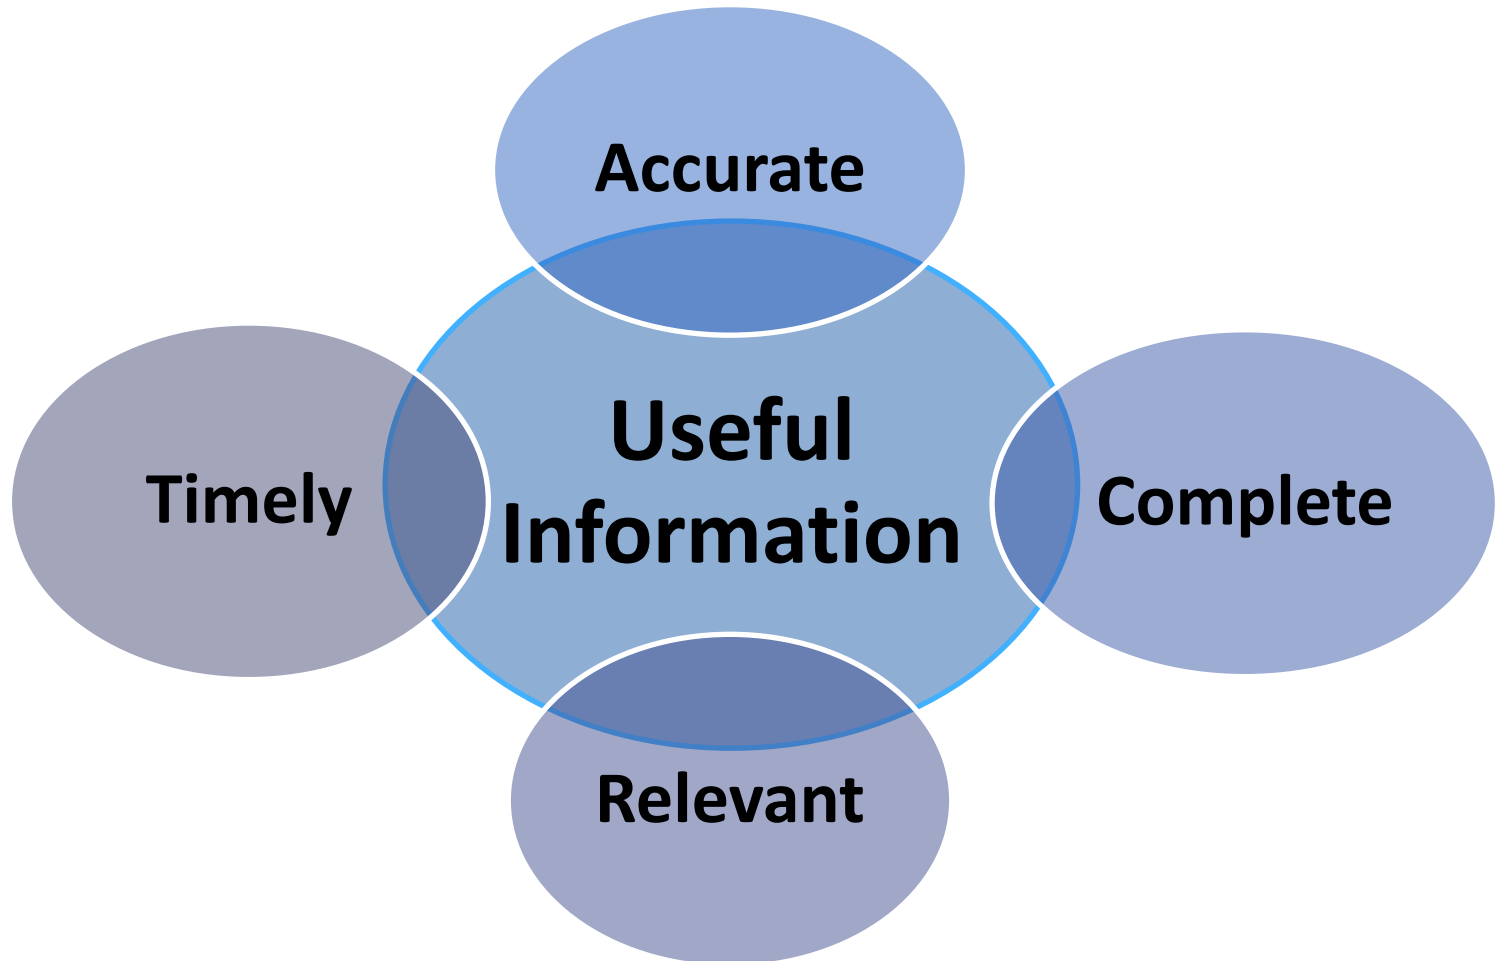 Accurate
Useful
Information
Timely
Complete
Relevant